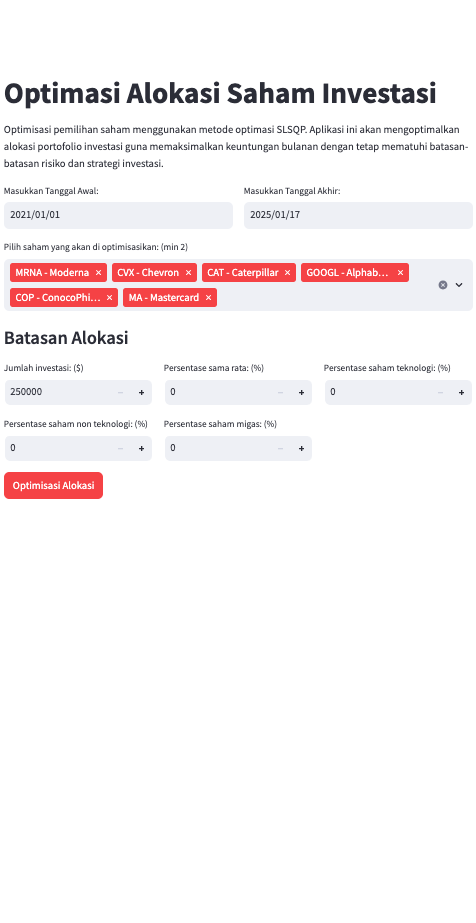 Optimasi Alokasi Saham Investasi
Optimisasi pemilihan saham menggunakan metode optimasi SLSQP. Aplikasi ini akan mengoptimalkan
alokasi portofolio investasi guna memaksimalkan keuntungan bulanan dengan tetap mematuhi batasan-
batasan risiko dan strategi investasi.
Masukkan Tanggal Awal:
Masukkan Tanggal Akhir:
2021/01/01
2025/01/17
Pilih saham yang akan di optimisasikan: (min 2)
MRNA - Moderna × CVX - Chevron × CAT - Caterpillar × GOOGL - Alphab... ×
COP - ConocoPhi... × MA - Mastercard ×
Batasan Alokasi
Jumlah investasi: ($)
Persentase sama rata: (%)
Persentase saham teknologi: (%)
250000 − +
0 − +
0 − +
Persentase saham non teknologi: (%)
Persentase saham migas: (%)
0 − +
0 − +
Optimisasi Alokasi